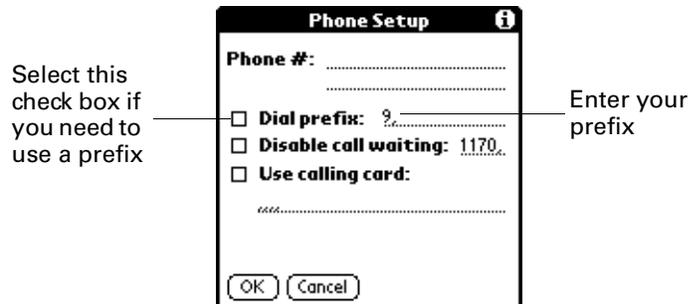 Phone Setup
Phone #:
Select this
check box if
you need to
use a prefix
Dial prefix: 9,
Enter your
prefix
Disable call waiting: 1170,
Use calling card:
,,,,
OK Cancel